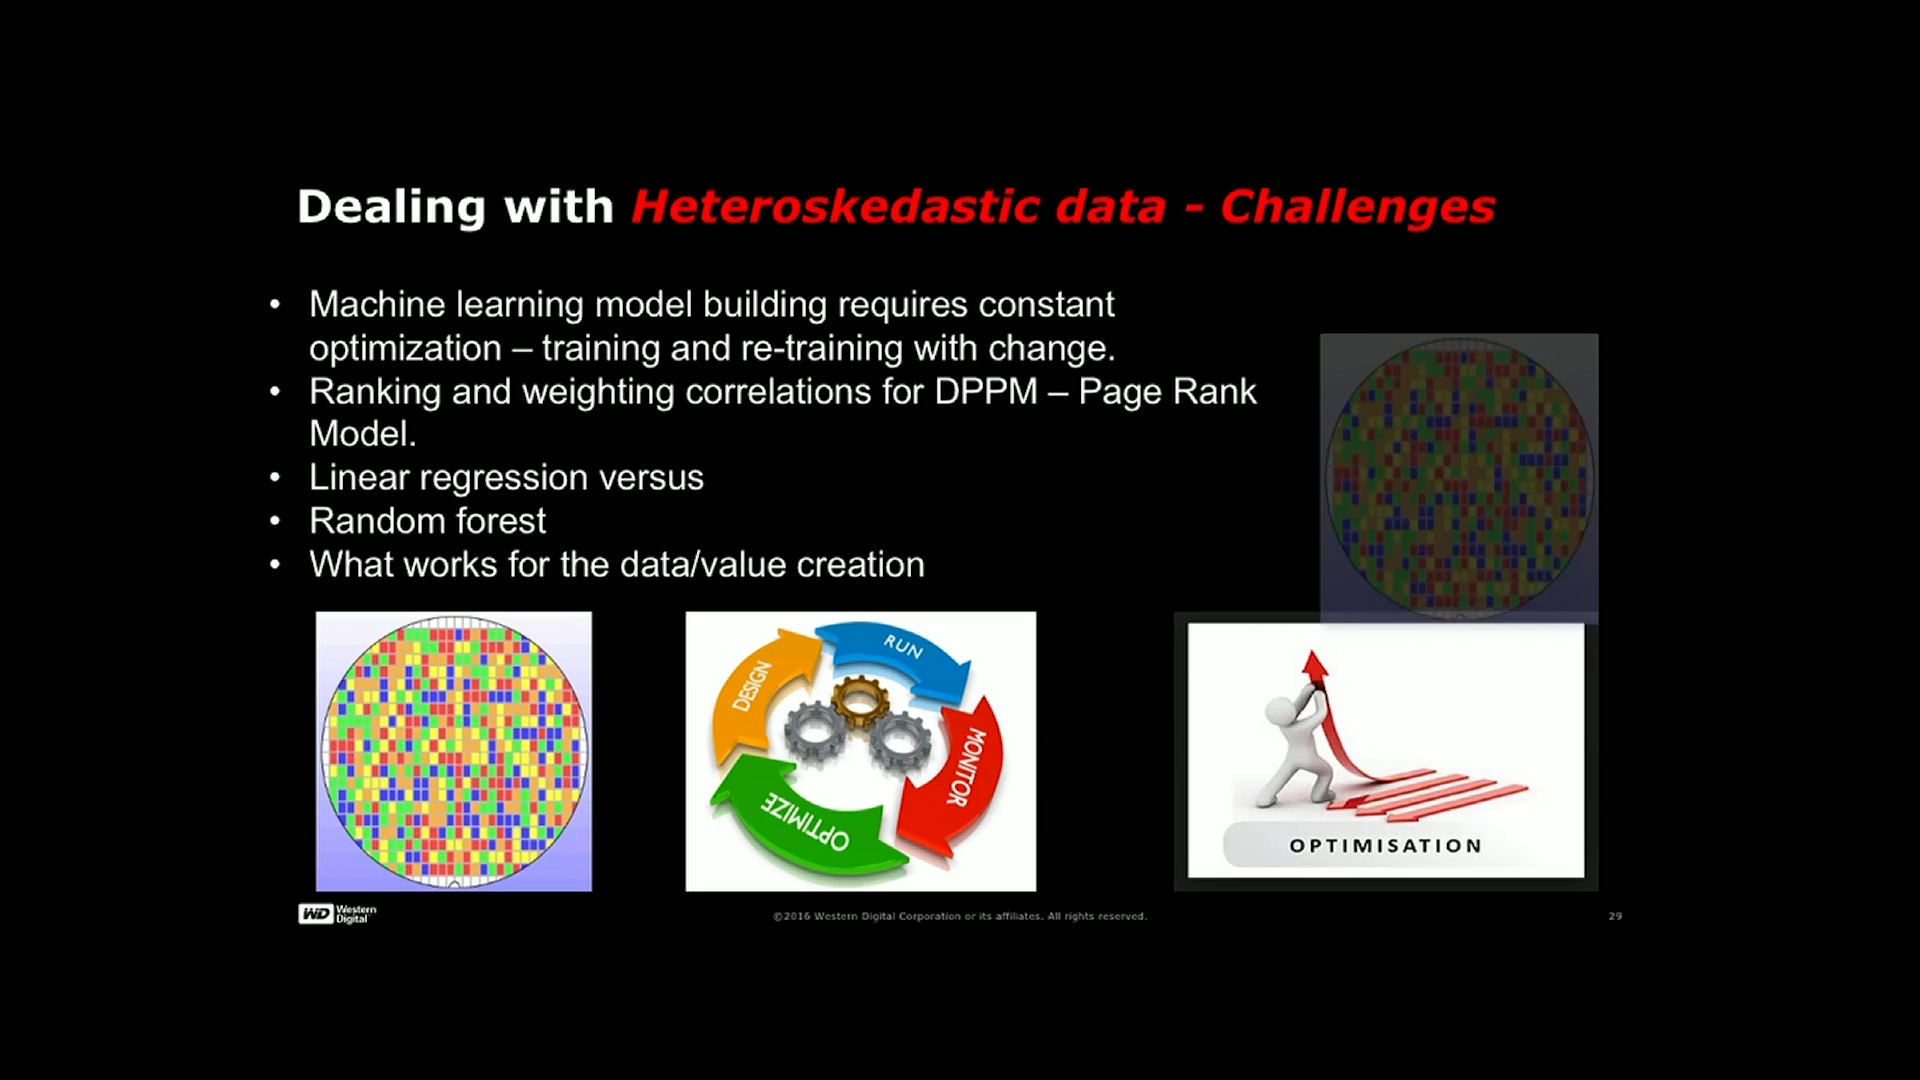 Dealing with Heteroskedastic data - Challenges
• Machine learning model building requires constant
optimization – training and re-training with change.
• Ranking and weighting correlations for DPPM – Page Rank
Model.
• Linear regression versus
• Random forest
• What works for the data/value creation
DESIGN
RUN
MONITOR
OPTIMIZE
OPTIMISATION
WD Western
Digital
©2016 Western Digital Corporation or its affiliates. All rights reserved.
29